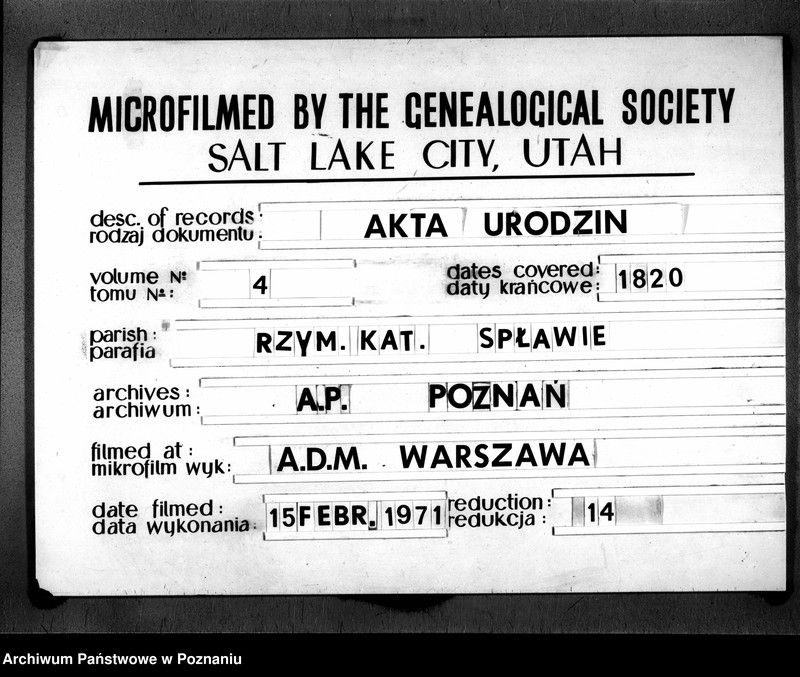 MICROFILMED BY THE GENEALOGICAL SOCIETY
SALT LAKE CITY, UTAH
desc. of records:
rodzaj dokumentu: AKTA URODZIN
volume №
tomu №: 4
dates covered:
daty krańcowe: 1820
parish:
parafia RZYM. KAT. SPŁAWIE
archives:
archiwum: A.P. POZNAŃ
filmed at:
mikrofilm wyk: A.D.M. WARSZAWA
date filmed:
data wykonania: 15 FEBR. 1971
reduction:
redukcja: 14
Archiwum Państwowe w Poznaniu